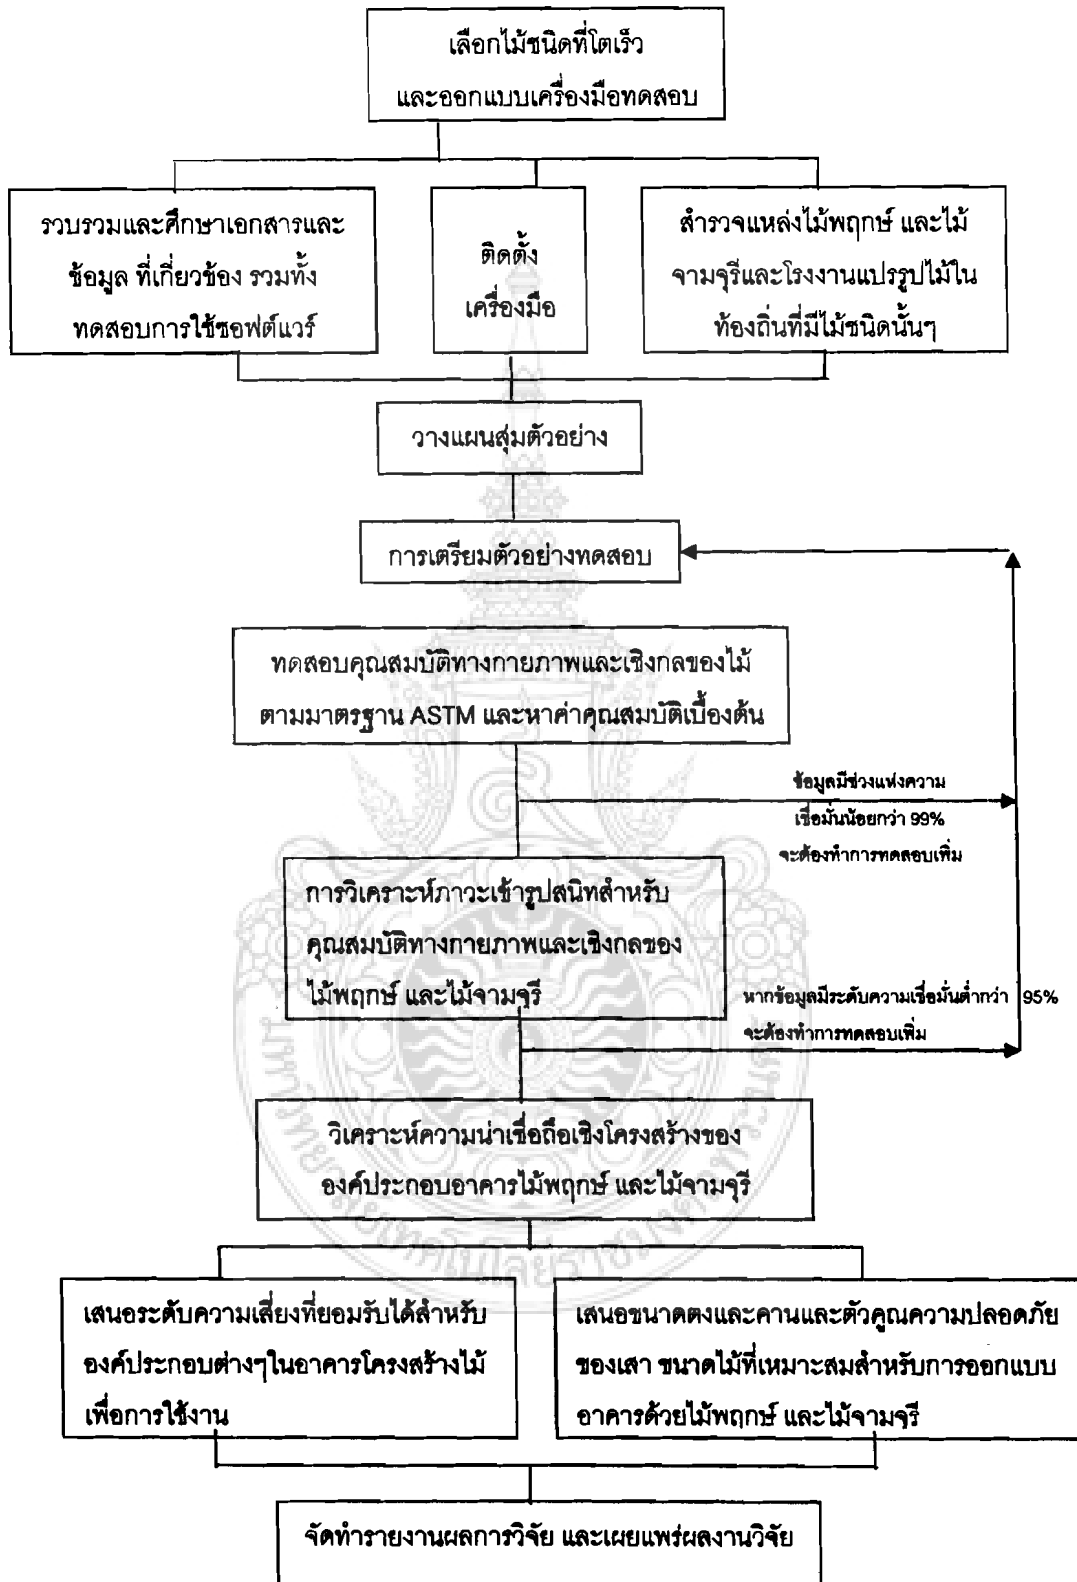 เลือกไม้ชนิดที่โตเร็ว
และออกแบบเครื่องมือทดสอบ
รวบรวมและศึกษาเอกสารและ
ข้อมูล ที่เกี่ยวข้อง รวมทั้ง
ทดสอบการใช้ซอฟต์แวร์
ติดตั้ง
เครื่องมือ
สำรวจแหล่งไม้พฤกษ์ และไม้
จามจุรีและโรงงานแปรรูปไม้ใน
ท้องถิ่นที่มีไม้ชนิดนั้นๆ
วางแผนสุ่มตัวอย่าง
การเตรียมตัวอย่างทดสอบ
ทดสอบคุณสมบัติทางกายภาพและเชิงกลของไม้
ตามมาตรฐาน ASTM และหาค่าคุณสมบัติเบื้องต้น
ข้อมูลมีช่วงแห่งความ
เชื่อมั่นน้อยกว่า 99%
จะต้องทำการทดสอบเพิ่ม
การวิเคราะห์ภาวะเข้ารูปสนิทสำหรับ
คุณสมบัติทางกายภาพและเชิงกลของ
ไม้พฤกษ์ และไม้จามจุรี
หากข้อมูลมีระดับความเชื่อมั่นต่ำกว่า 95%
จะต้องทำการทดสอบเพิ่ม
วิเคราะห์ความน่าเชื่อถือเชิงโครงสร้างของ
องค์ประกอบอาคารไม้พฤกษ์ และไม้จามจุรี
มหาวิทยาลัยเทคโนโลยีราชมงคลพระนคร
เสนอระดับความเสี่ยงที่ยอมรับได้สำหรับ
องค์ประกอบต่างๆในอาคารโครงสร้างไม้
เพื่อการใช้งาน
เสนอขนาดตงและคานและตัวคูณความปลอดภัย
ของเสา ขนาดไม้ที่เหมาะสมสำหรับการออกแบบ
อาคารด้วยไม้พฤกษ์ และไม้จามจุรี
จัดทำรายงานผลการวิจัย และเผยแพร่ผลงานวิจัย